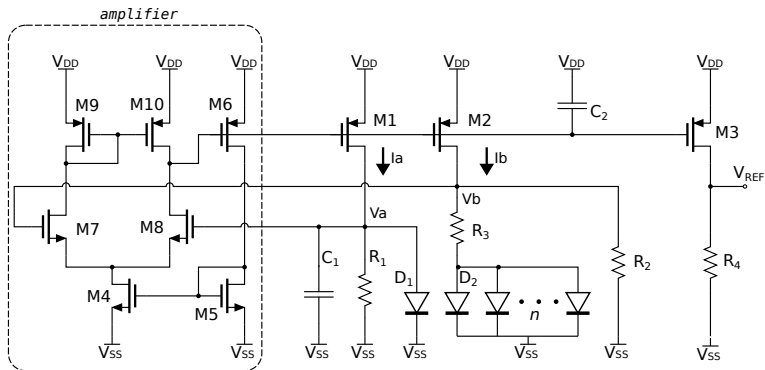 amplifier
VDD VDD VDD VDD VDD VDD VDD
M9 M10 M6 M1 M2 C2 M3
Ia Ib
VREF
Va Vb
M7 M8 R3
C1 R1 D1 D2 R2 R4
M4 M5 n
VSS VSS VSS VSS VSS VSS VSS VSS